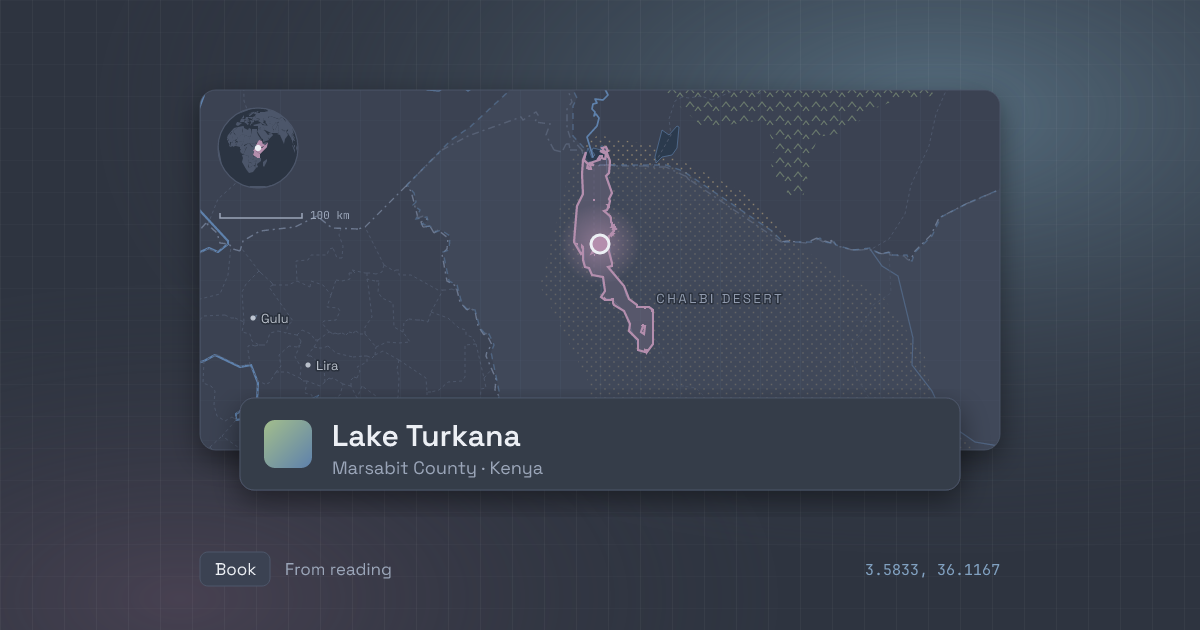 100 km
CHALBI DESERT
Gulu
Lira
Lake Turkana
Marsabit County · Kenya
Book
From reading
3.5833, 36.1167